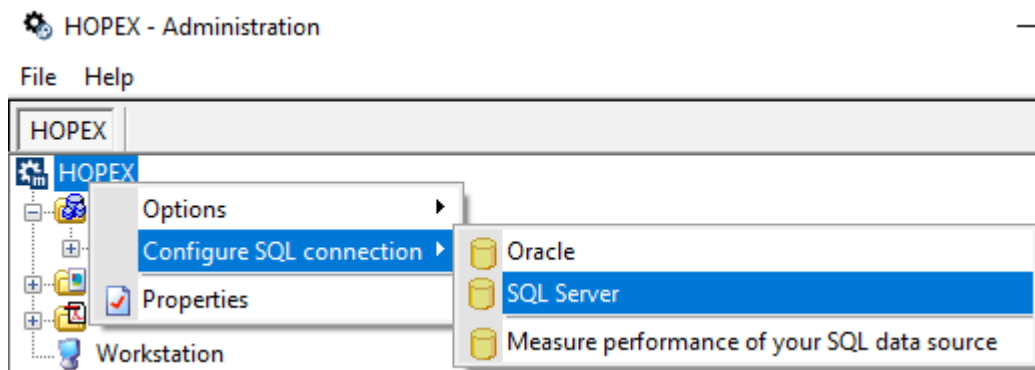 HOPEX - Administration
File Help
HOPEX
HOPEX
Options
Configure SQL connection
Oracle
SQL Server
Properties
Measure performance of your SQL data source
Workstation